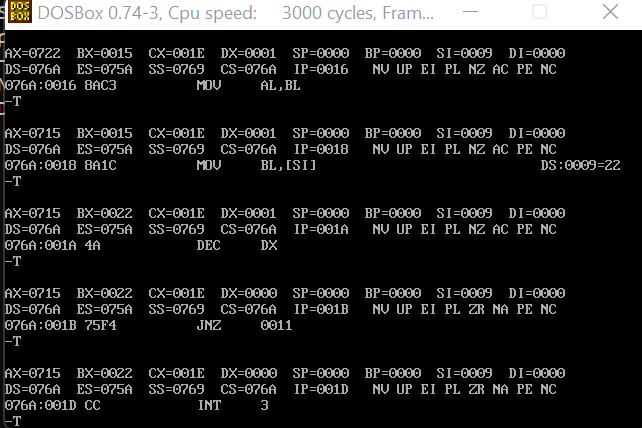 DOSBox 0.74-3, Cpu speed: 3000 cycles, Fram...
AX=0722 BX=0015 CX=001E DX=0001 SP=0000 BP=0000 SI=0009 DI=0000
DS=076A ES=075A SS=0769 CS=076A IP=0016 NV UP EI PL NZ AC PE NC
076A:0016 8AC3 MOV AL,BL
-T
AX=0715 BX=0015 CX=001E DX=0001 SP=0000 BP=0000 SI=0009 DI=0000
DS=076A ES=075A SS=0769 CS=076A IP=0018 NV UP EI PL NZ AC PE NC
076A:0018 8A1C MOV BL,[SI] DS:0009=22
-T
AX=0715 BX=0022 CX=001E DX=0001 SP=0000 BP=0000 SI=0009 DI=0000
DS=076A ES=075A SS=0769 CS=076A IP=001A NV UP EI PL NZ AC PE NC
076A:001A 4A DEC DX
-T
AX=0715 BX=0022 CX=001E DX=0000 SP=0000 BP=0000 SI=0009 DI=0000
DS=076A ES=075A SS=0769 CS=076A IP=001B NV UP EI PL ZR NA PE NC
076A:001B 75F4 JNZ 0011
-T
AX=0715 BX=0022 CX=001E DX=0000 SP=0000 BP=0000 SI=0009 DI=0000
DS=076A ES=075A SS=0769 CS=076A IP=001D NV UP EI PL ZR NA PE NC
076A:001D CC INT 3
-T